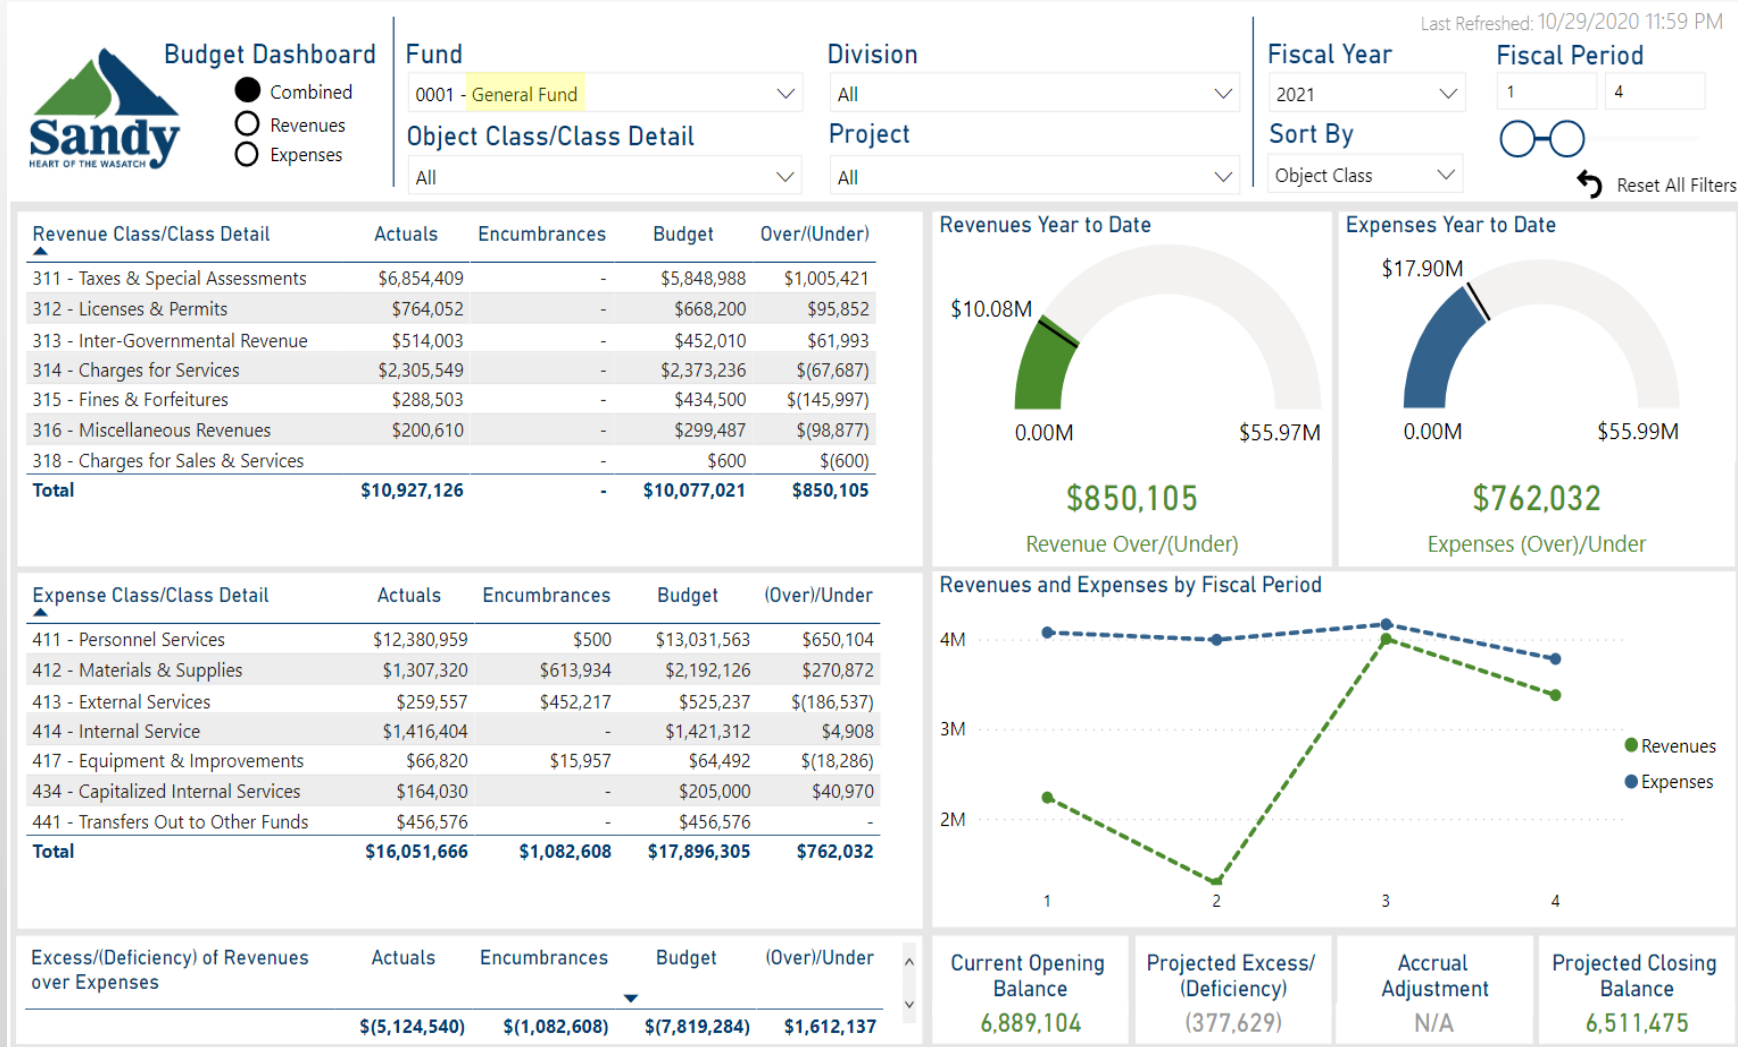 Last Refreshed: 10/29/2020 11:59 PM
Sandy
HEART OF THE WASATCH
Budget Dashboard
Combined
Revenues
Expenses
Fund
0001 - General Fund
Object Class/Class Detail
All
Division
All
Project
All
Fiscal Year
2021
Sort By
Object Class
Fiscal Period
1 4
Reset All Filters
Revenue Class/Class Detail Actuals Encumbrances Budget Over/(Under)
311 - Taxes & Special Assessments $6,854,409 - $5,848,988 $1,005,421
312 - Licenses & Permits $764,052 - $668,200 $95,852
313 - Inter-Governmental Revenue $514,003 - $452,010 $61,993
314 - Charges for Services $2,305,549 - $2,373,236 $(67,687)
315 - Fines & Forfeitures $288,503 - $434,500 $(145,997)
316 - Miscellaneous Revenues $200,610 - $299,487 $(98,877)
318 - Charges for Sales & Services - $600 $(600)
Total $10,927,126 - $10,077,021 $850,105
Revenues Year to Date
$10.08M
0.00M $55.97M
$850,105
Revenue Over/(Under)
Expenses Year to Date
$17.90M
0.00M $55.99M
$762,032
Expenses (Over)/Under
Expense Class/Class Detail Actuals Encumbrances Budget (Over)/Under
411 - Personnel Services $12,380,959 $500 $13,031,563 $650,104
412 - Materials & Supplies $1,307,320 $613,934 $2,192,126 $270,872
413 - External Services $259,557 $452,217 $525,237 $(186,537)
414 - Internal Service $1,416,404 - $1,421,312 $4,908
417 - Equipment & Improvements $66,820 $15,957 $64,492 $(18,286)
434 - Capitalized Internal Services $164,030 - $205,000 $40,970
441 - Transfers Out to Other Funds $456,576 - $456,576 -
Total $16,051,666 $1,082,608 $17,896,305 $762,032
Revenues and Expenses by Fiscal Period
4M
3M
2M
1 2 3 4
Revenues
Expenses
Excess/(Deficiency) of Revenues
over Expenses
Actuals Encumbrances Budget (Over)/Under
$(5,124,540) $(1,082,608) $(7,819,284) $1,612,137
Current Opening
Balance
6,889,104
Projected Excess/
(Deficiency)
(377,629)
Accrual
Adjustment
N/A
Projected Closing
Balance
6,511,475